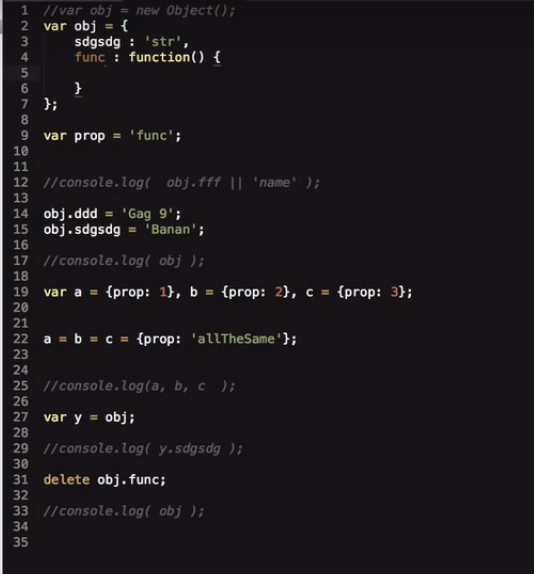 1 //var obj = new Object();
2 var obj = {
3 sdgsdg : 'str',
4 func : function() {
5
6 }
7 };
8
9 var prop = 'func';
10
11
12 //console.log(  obj.fff || 'name' );
13
14 obj.ddd = 'Gag 9';
15 obj.sdgsdg = 'Banan';
16
17 //console.log( obj );
18
19 var a = {prop: 1}, b = {prop: 2}, c = {prop: 3};
20
21
22 a = b = c = {prop: 'allTheSame'};
23
24
25 //console.log(a, b, c  );
26
27 var y = obj;
28
29 //console.log( y.sdgsdg );
30
31 delete obj.func;
32
33 //console.log( obj );
34
35